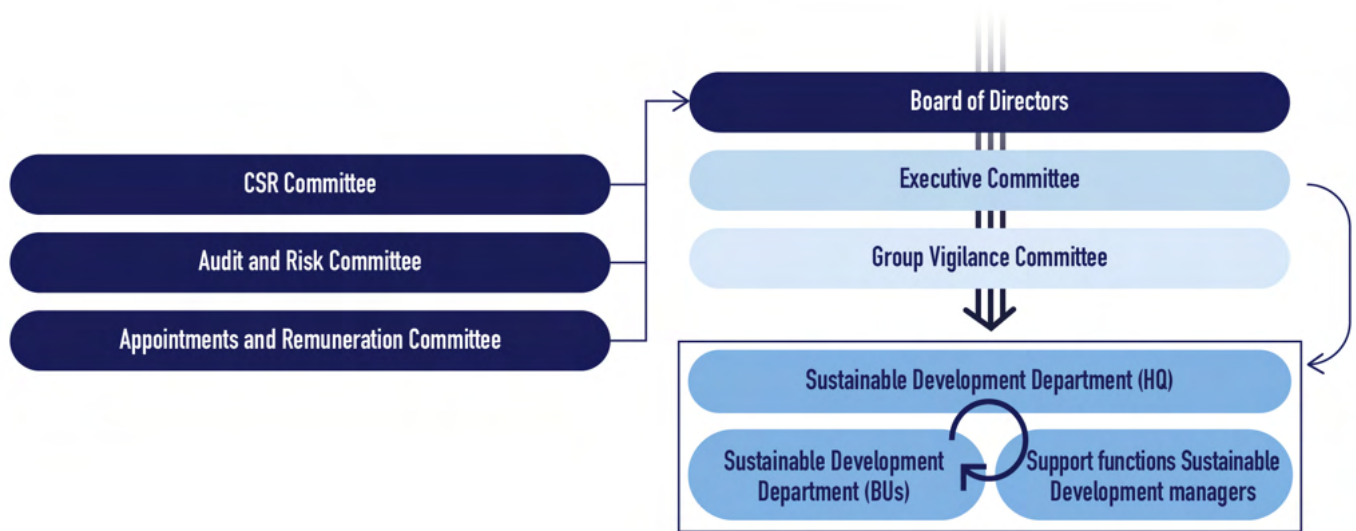 Board of Directors
CSR Committee
Executive Committee
Audit and Risk Committee
Group Vigilance Committee
Appointments and Remuneration Committee
Sustainable Development Department (HQ)
Sustainable Development
Department (BUs)
Support functions Sustainable
Development managers